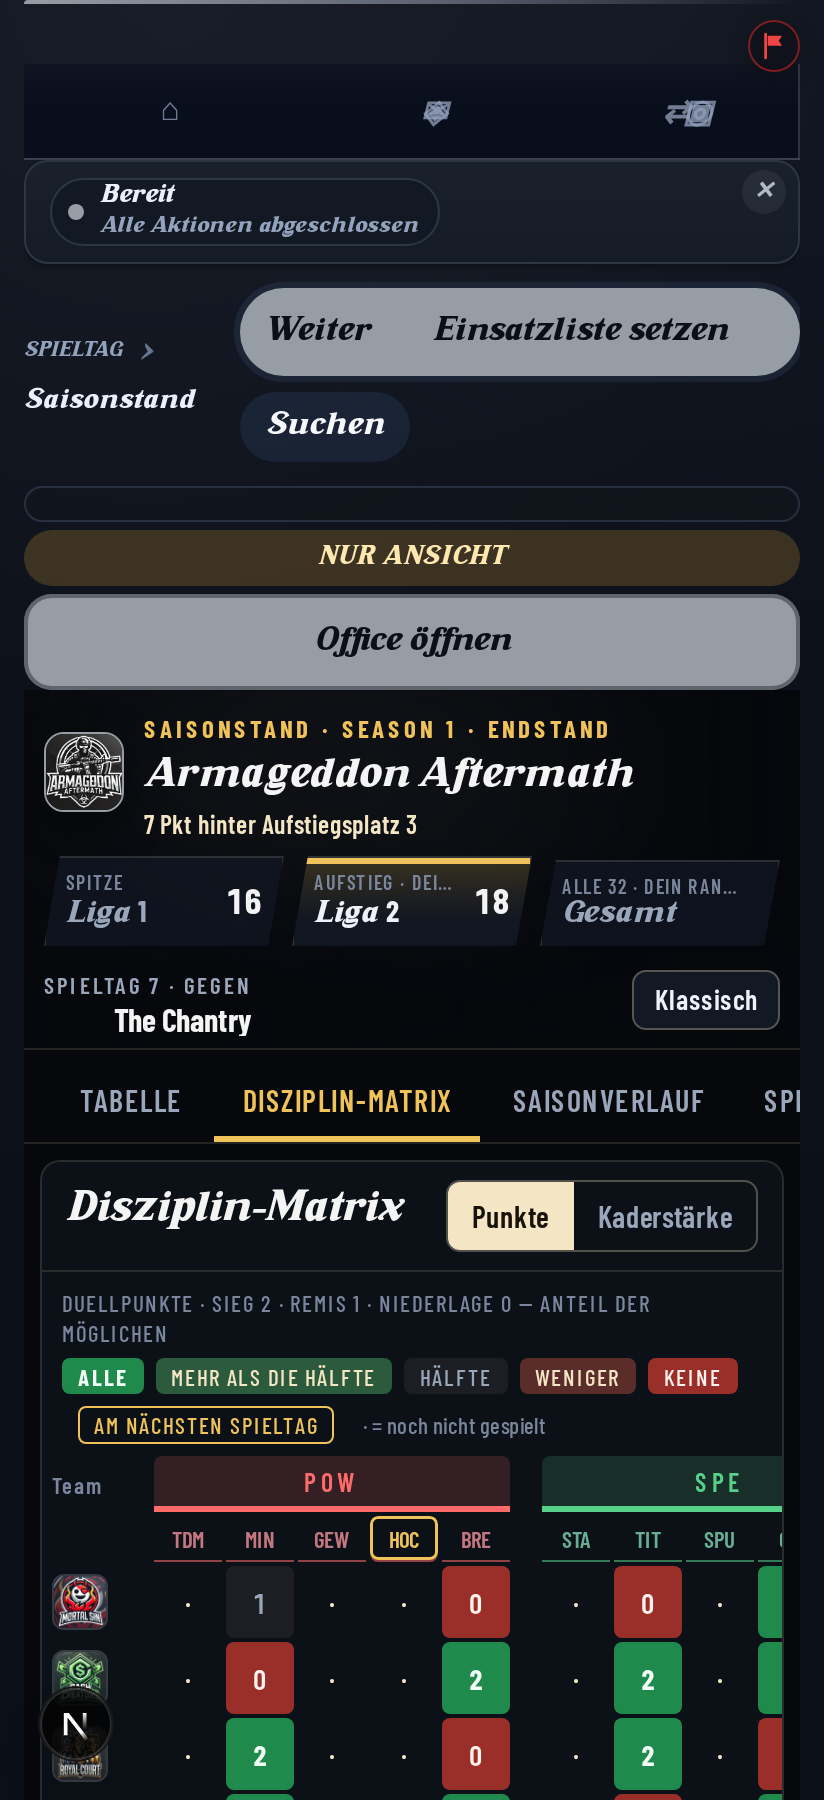 Bereit
Alle Aktionen abgeschlossen
SPIELTAG
Saisonstand
Weiter Einsatzliste setzen
Suchen
NUR ANSICHT
Office öffnen
SAISONSTAND · SEASON 1 · ENDSTAND
Armageddon Aftermath
7 Pkt hinter Aufstiegsplatz 3
SPITZE
Liga 1 16
AUFSTIEG · DEI…
Liga 2 18
ALLE 32 · DEIN RAN…
Gesamt
SPIELTAG 7 · GEGEN
The Chantry
Klassisch
TABELLE DISZIPLIN-MATRIX SAISONVERLAUF SPI
Disziplin-Matrix
Punkte Kaderstärke
DUELLPUNKTE · SIEG 2 · REMIS 1 · NIEDERLAGE 0 — ANTEIL DER
MÖGLICHEN
ALLE MEHR ALS DIE HÄLFTE HÄLFTE WENIGER KEINE
AM NÄCHSTEN SPIELTAG · = noch nicht gespielt
Team POW SPE
TDM MIN GEW HOC BRE STA TIT SPU
MORTAL SIN · 1 · · 0 · 0 ·
· 0 · · 2 · 2 ·
ROYAL COURT · 2 · · 0 · 2 ·